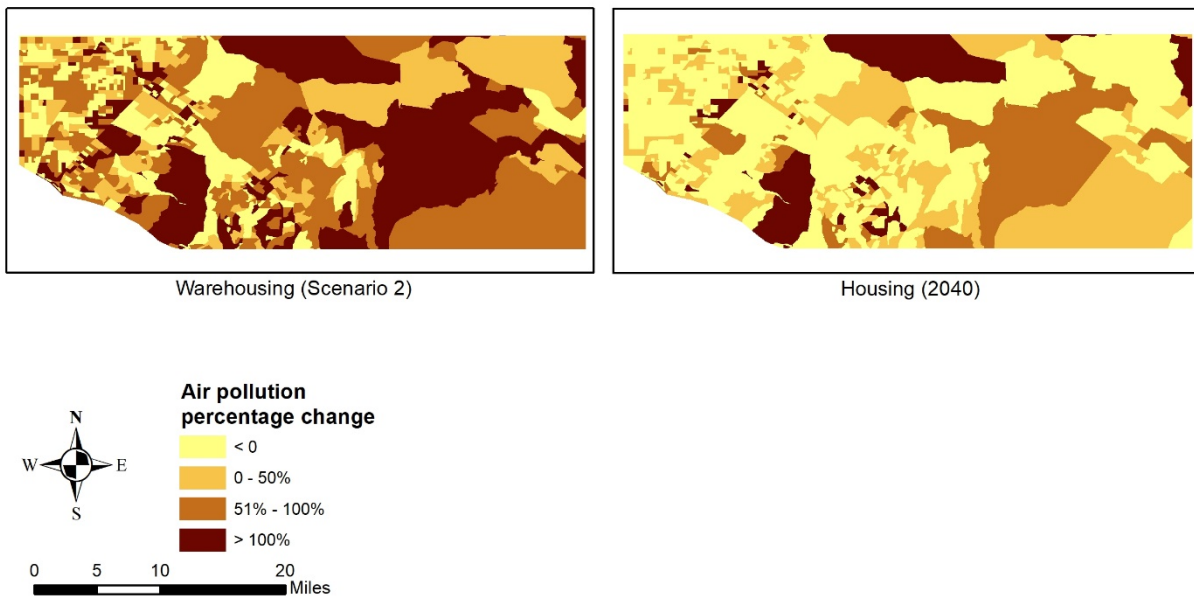 Warehousing (Scenario 2)
Housing (2040)
Air pollution
percentage change
< 0
0 - 50%
51% - 100%
> 100%
N
W E
S
0 5 10 20
Miles